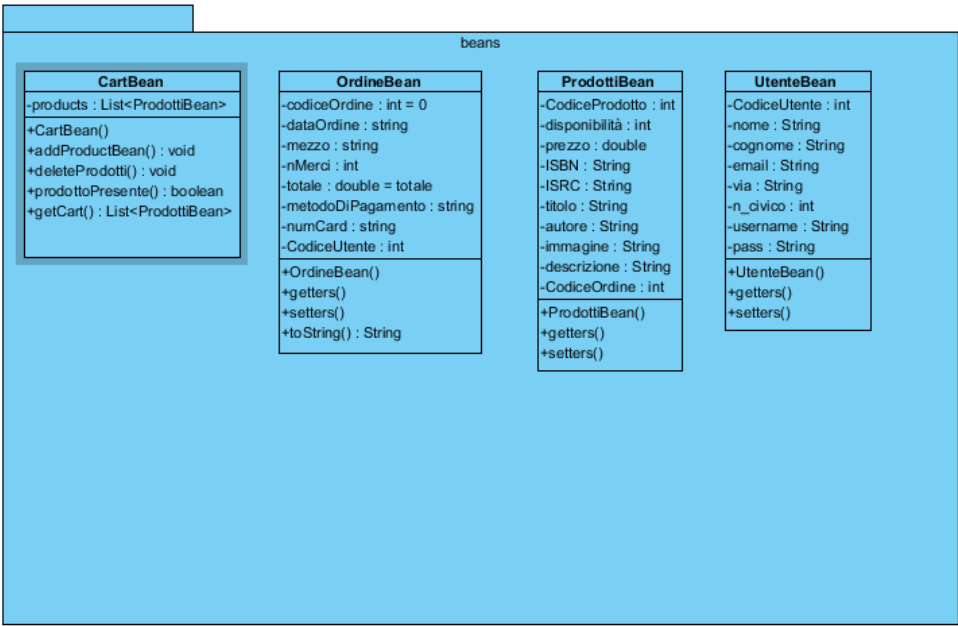 beans
CartBean
-products : List<ProdottiBean>
+CartBean()
+addProductBean() : void
+deleteProdotti() : void
+prodottoPresente() : boolean
+getCart() : List<ProdottiBean>
OrdineBean
-codiceOrdine : int = 0
-dataOrdine : string
-mezzo : string
-nMerci : int
-totale : double = totale
-metodoDiPagamento : string
-numCard : string
-CodiceUtente : int
+OrdineBean()
+getters()
+setters()
+toString() : String
ProdottiBean
-CodiceProdotto : int
-disponibilità : int
-prezzo : double
-ISBN : String
-ISRC : String
-titolo : String
-autore : String
-immagine : String
-descrizione : String
-CodiceOrdine : int
+ProdottiBean()
+getters()
+setters()
UtenteBean
-CodiceUtente : int
-nome : String
-cognome : String
-email : String
-via : String
-n_civico : int
-username : String
-pass : String
+UtenteBean()
+getters()
+setters()